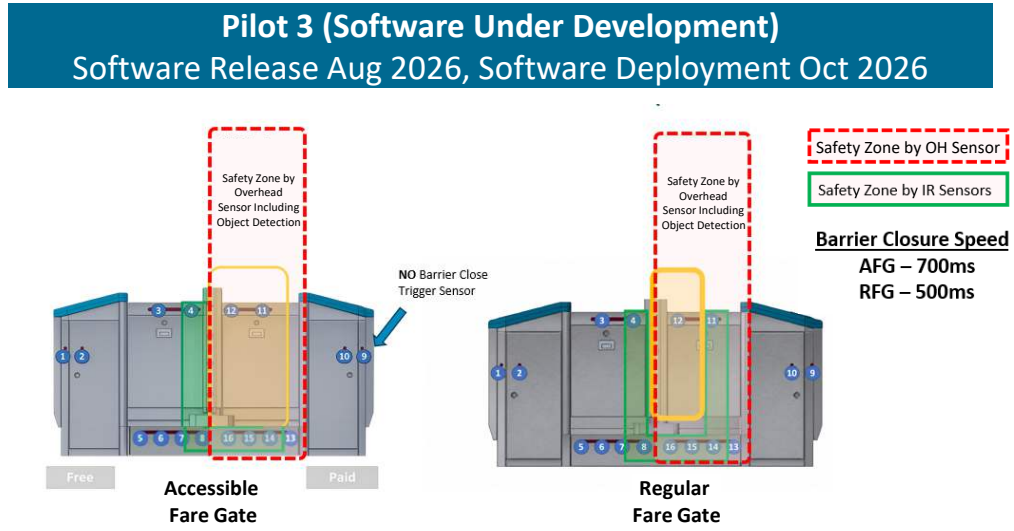 Pilot 3 (Software Under Development)
Software Release Aug 2026, Software Deployment Oct 2026
Safety Zone by
Overhead
Sensor Including
Object Detection
NO Barrier Close
Trigger Sensor
3
4
12
11
1
2
10
9
5
6
7
8
16
15
14
13
Free
Paid
Accessible
Fare Gate
Safety Zone by
Overhead
Sensor Including
Object Detection
3
4
12
11
1
2
10
9
5
6
7
8
16
15
14
13
Regular
Fare Gate
Safety Zone by OH Sensor
Safety Zone by IR Sensors
Barrier Closure Speed
AFG – 700ms
RFG – 500ms